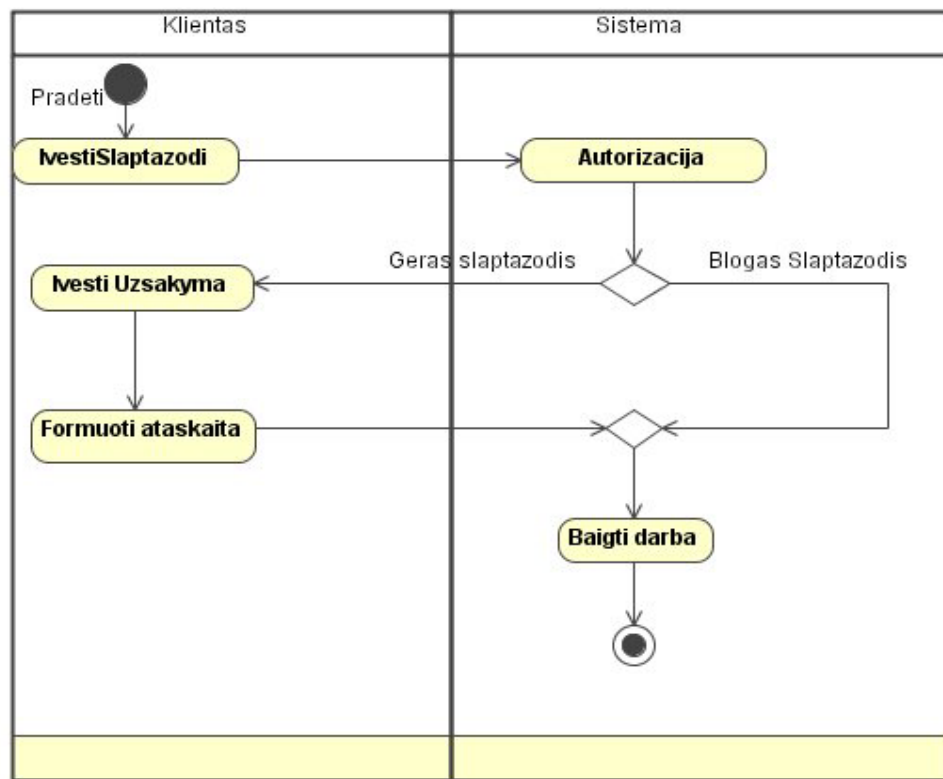 Klientas
Sistema
Pradeti
IvestiSlaptazodi
Autorizacija
Geras slaptazodis
Blogas Slaptazodis
Ivesti Uzsakyma
Formuoti ataskaita
Baigti darba